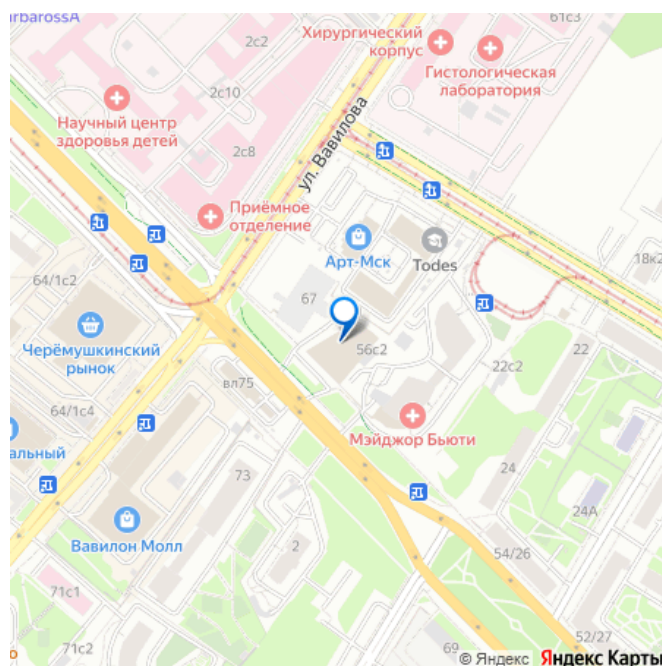 arbarossA
2с2
Хирургический
корпус
61с3
Гистологическая
лаборатория
2с10
Научный центр
здоровья детей
2с8
ул. Вавилова
Приёмное
отделение
64/1с2
Арт-Мск
Todes
18к2
67
Черёмушкинский
рынок
56с2
22
22с2
вл75
64/1с4
Мэйджор Бьюти
альный
73
24
24А
Вавилон Молл
2
54/26
71с1
71с2
69
52/27
© Яндекс Яндекс Карты